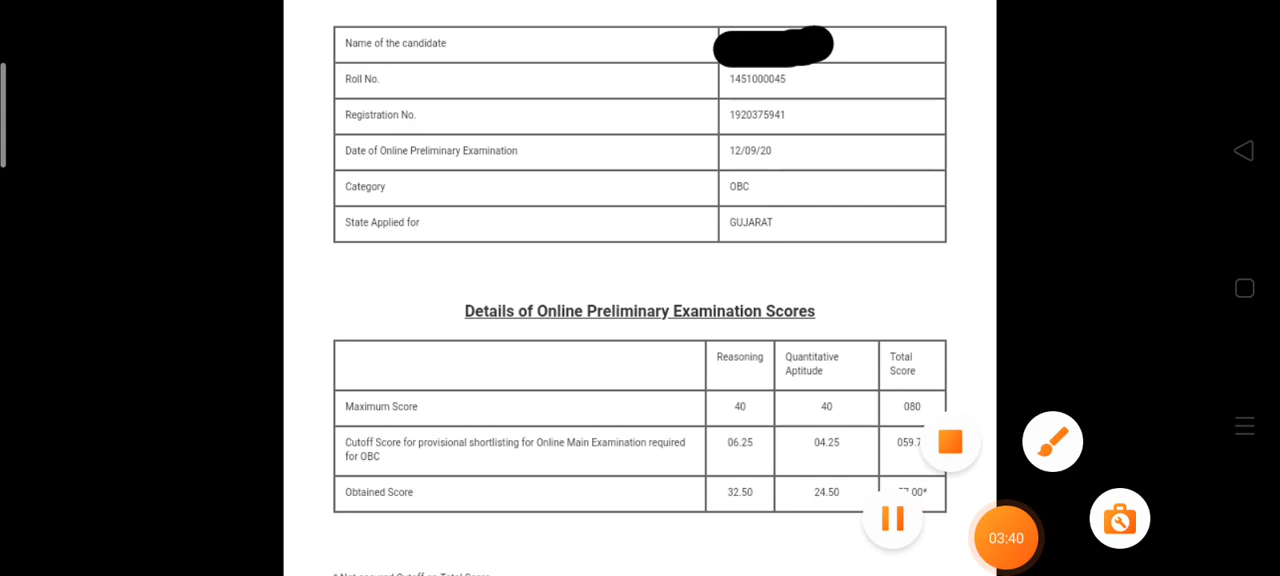 Name of the candidate
Roll No. 1451000045
Registration No. 1920375941
Date of Online Preliminary Examination 12/09/20
Category OBC
State Applied for GUJARAT
Details of Online Preliminary Examination Scores
Reasoning Quantitative Aptitude Total Score
Maximum Score 40 40 080
Cutoff Score for provisional shortlisting for Online Main Examination required
for OBC 06.25 04.25
Obtained Score 32.50 24.50
03:40